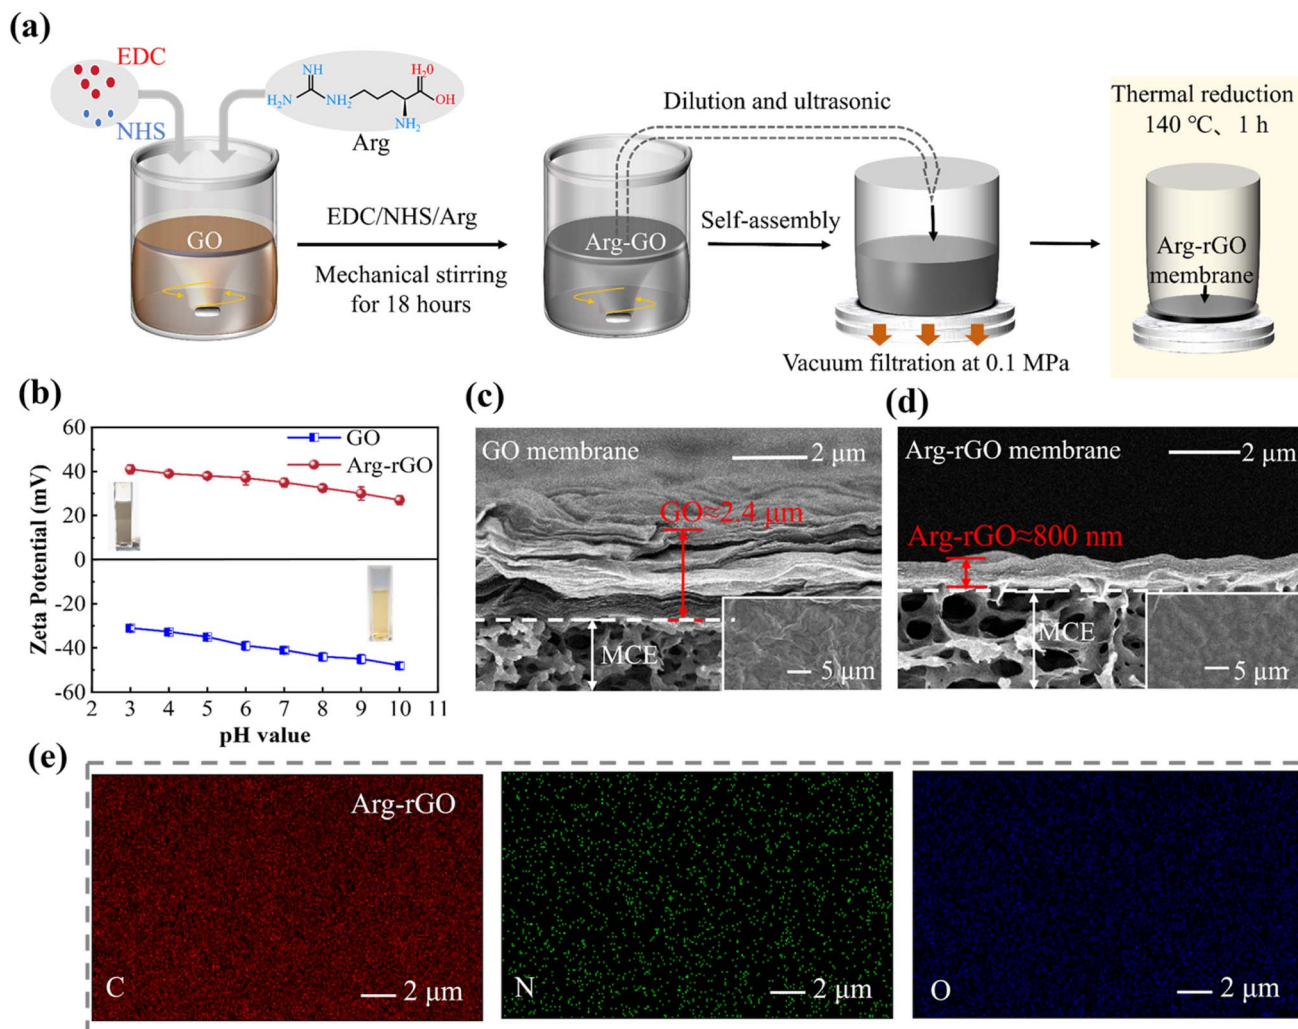 (a)
EDC
NHS
NH
H₂N
NH₂
H₂0
OH
NH₂
Arg
GO
EDC/NHS/Arg
Mechanical stirring
for 18 hours
Arg-GO
Dilution and ultrasonic
Self-assembly
Vacuum filtration at 0.1 MPa
Thermal reduction
140 ℃、1 h
Arg-rGO
membrane
(b)
60
40
20
0
-20
-40
-60
Zeta Potential (mV)
GO
Arg-rGO
2 3 4 5 6 7 8 9 10 11
pH value
(c)
GO membrane
2 μm
GO≈2.4 μm
MCE
5 μm
(d)
Arg-rGO membrane
2 μm
Arg-rGO≈800 nm
MCE
5 μm
(e)
Arg-rGO
C
2 μm
N
2 μm
O
2 μm